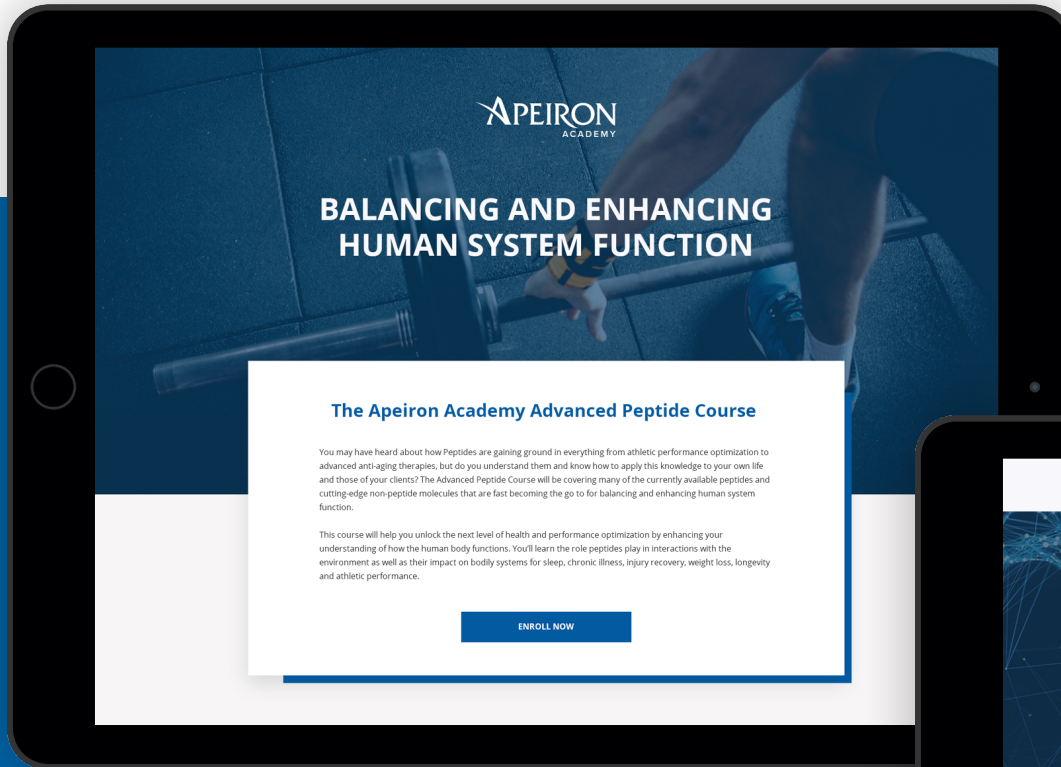 APEIRON
ACADEMY
BALANCING AND ENHANCING
HUMAN SYSTEM FUNCTION
The Apeiron Academy Advanced Peptide Course
You may have heard about how Peptides are gaining ground in everything from athletic performance optimization to
advanced anti-aging therapies, but do you understand them and know how to apply this knowledge to your own life
and those of your clients? The Advanced Peptide Course will be covering many of the currently available peptides and
cutting-edge non-peptide molecules that are fast becoming the go to for balancing and enhancing human system
function.
This course will help you unlock the next level of health and performance optimization by enhancing your
understanding of how the human body functions. You'll learn the role peptides play in interactions with the
environment as well as their impact on bodily systems for sleep, chronic illness, injury recovery, weight loss, longevity
and athletic performance.
ENROLL NOW